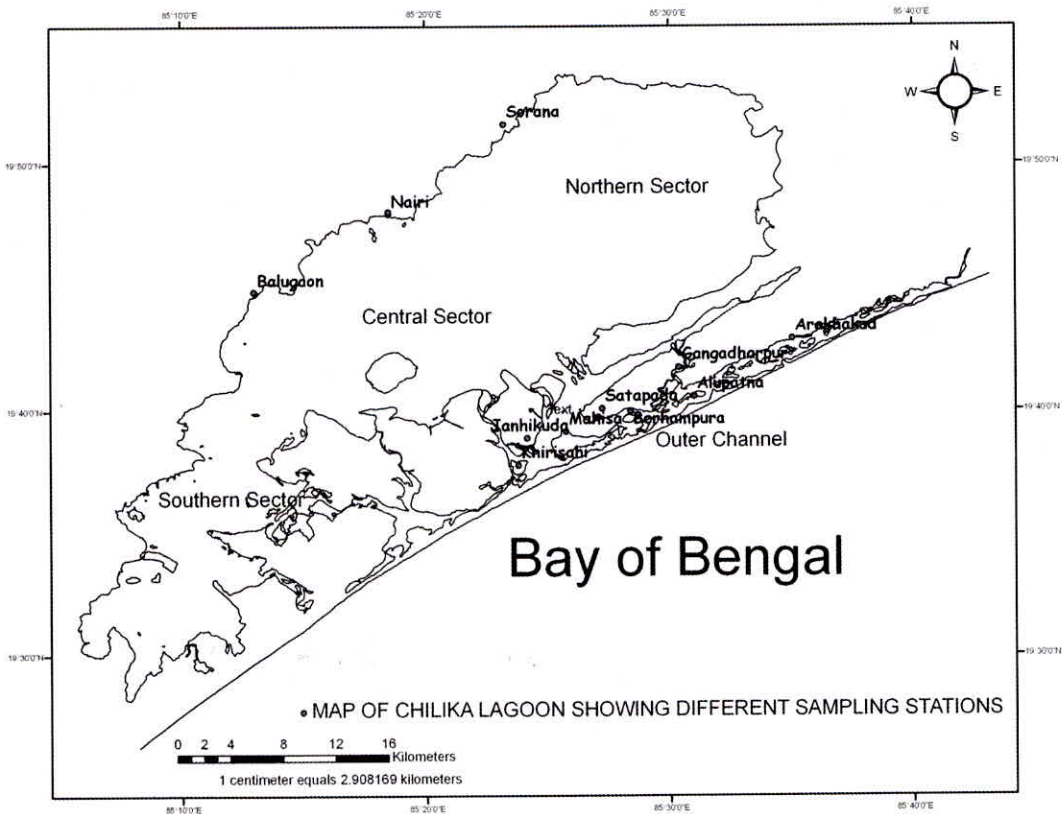 85°10'0"E 85°20'0"E 85°30'0"E 85°40'0"E
N
W E
S
Sorana
19°50'0"N 19°50'0"N
Northern Sector
Nairi
Balugaon
Central Sector
Arakhakud
Gangadharpur
Alupatna
Satapada
19°40'0"N 19°40'0"N
Text
Mahisa Berhampura
Janhikuda
Outer Channel
Khirisahi
Southern Sector
Bay of Bengal
19°30'0"N 19°30'0"N
MAP OF CHILIKA LAGOON SHOWING DIFFERENT SAMPLING STATIONS
0 2 4 8 12 16
Kilometers
1 centimeter equals 2.908169 kilometers
85°10'0"E 85°20'0"E 85°30'0"E 85°40'0"E